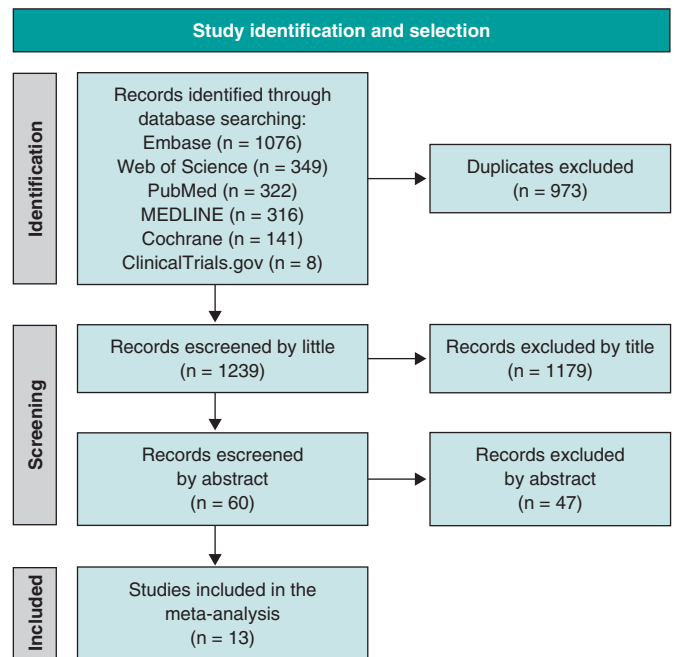 Study identification and selection
Identification
Records identified through
database searching:
Embase (n = 1076)
Web of Science (n = 349)
PubMed (n = 322)
MEDLINE (n = 316)
Cochrane (n = 141)
ClinicalTrials.gov (n = 8)
Duplicates excluded
(n = 973)
Screening
Records escreened by little
(n = 1239)
Records excluded by title
(n = 1179)
Records escreened
by abstract
(n = 60)
Records excluded
by abstract
(n = 47)
Included
Studies included in the
meta-analysis
(n = 13)